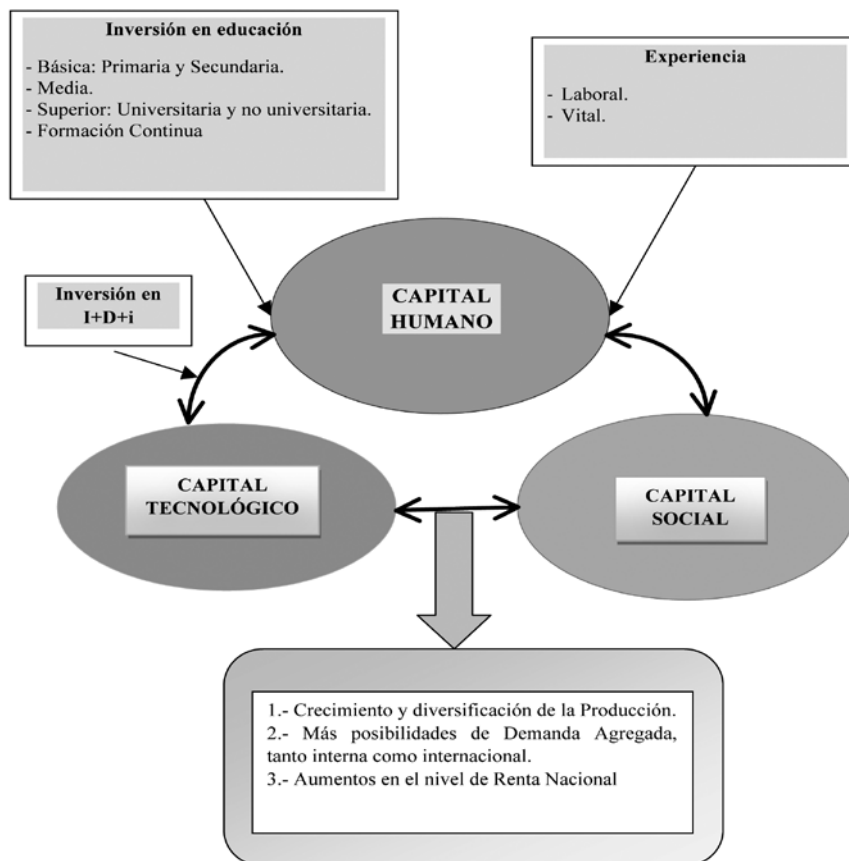 Inversión en educación
- Básica: Primaria y Secundaria.
- Media.
- Superior: Universitaria y no universitaria.
- Formación Continua
Experiencia
- Laboral.
- Vital.
Inversión en
I+D+i
CAPITAL
HUMANO
CAPITAL
TECNOLÓGICO
CAPITAL
SOCIAL
1.- Crecimiento y diversificación de la Producción.
2.- Más posibilidades de Demanda Agregada,
tanto interna como internacional.
3.- Aumentos en el nivel de Renta Nacional